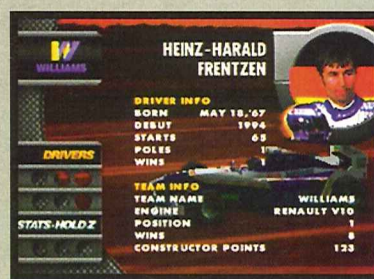 WILLIAMS
HEINZ-HARALD
FRENTZEN
DRIVER INFO
BORN MAY 18,'67
DEBUT 1994
STARTS 65
POLES 1
WINS
DRIVERS
TEAM INFO
TEAM NAME WILLIAMS
ENGINE RENAULT V10
POSITION 1
WINS 8
CONSTRUCTOR POINTS 123
STATS-HOLD Z